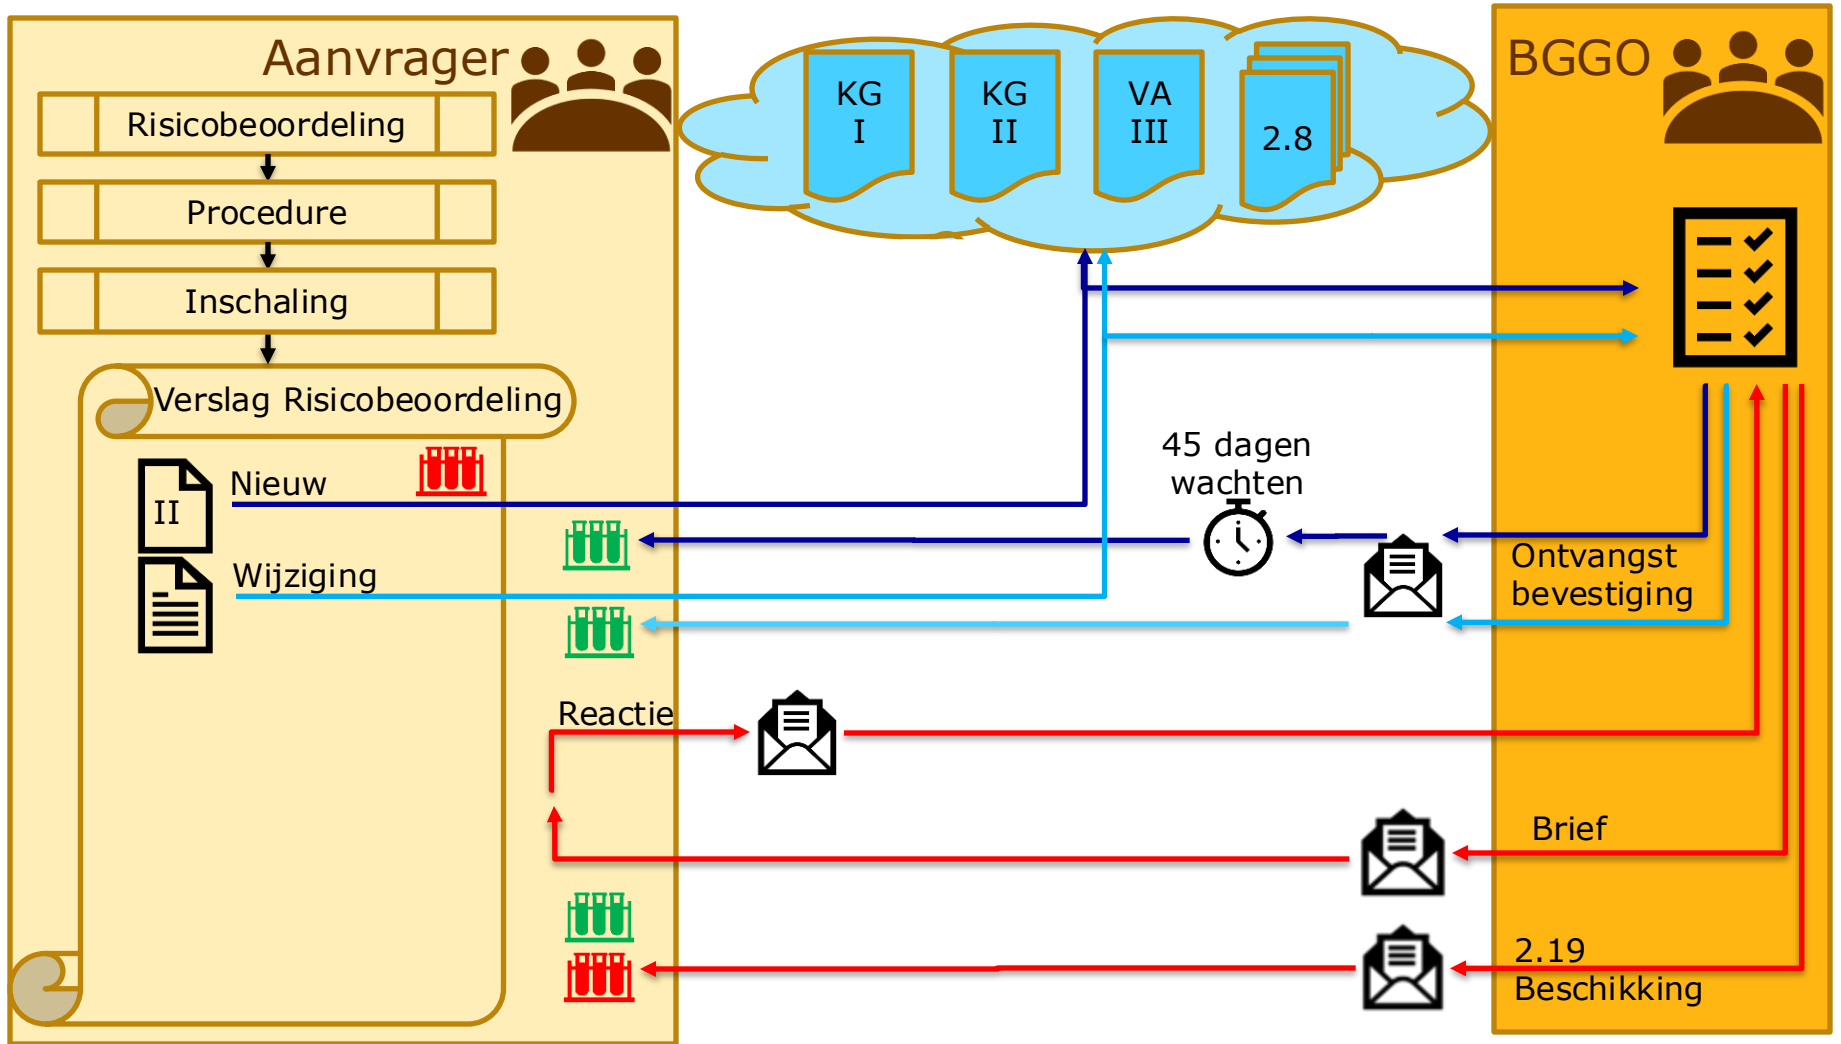 Aanvrager
Risicobeoordeling
Procedure
Inschaling
Verslag Risicobeoordeling
II
Nieuw
Wijziging
Reactie
KG
I
KG
II
VA
III
2.8
45 dagen
wachten
BGGO
Ontvangst
bevestiging
Brief
2.19
Beschikking